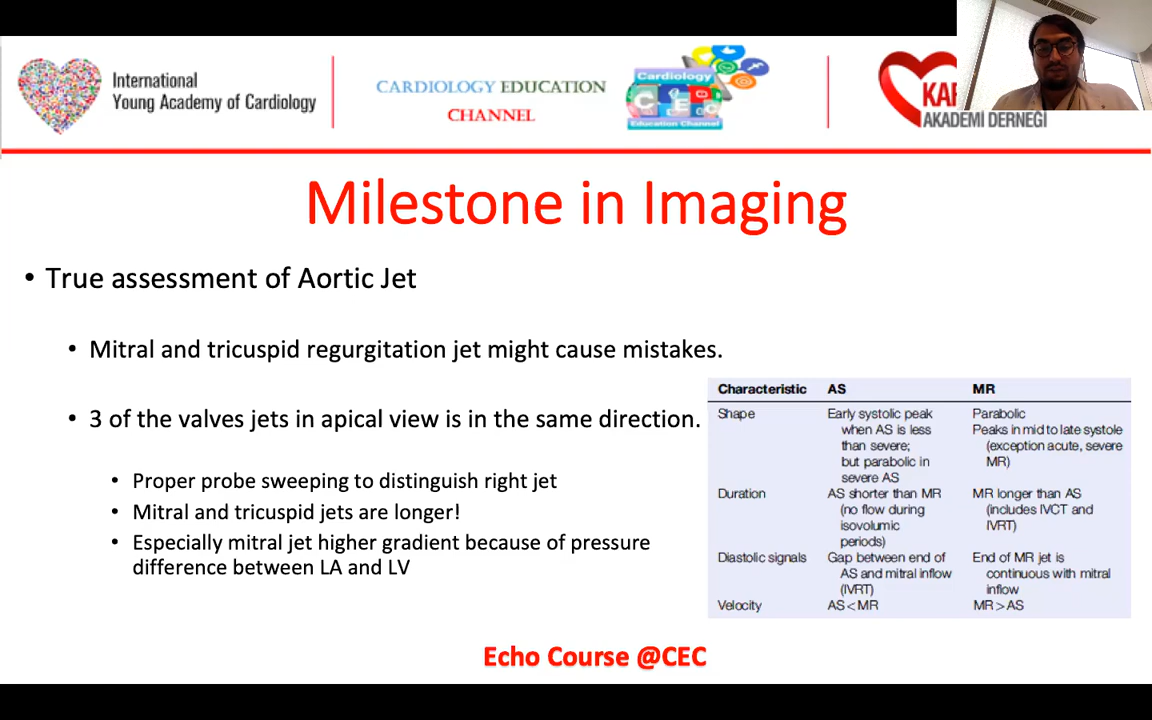 International
Young Academy of Cardiology
CARDIOLOGY EDUCATION
CHANNEL
Cardiology
C E C
Education Channel
AKADEMİ DERNEĞİ
Milestone in Imaging
• True assessment of Aortic Jet
• Mitral and tricuspid regurgitation jet might cause mistakes.
• 3 of the valves jets in apical view is in the same direction.
• Proper probe sweeping to distinguish right jet
• Mitral and tricuspid jets are longer!
• Especially mitral jet higher gradient because of pressure
difference between LA and LV
Characteristic AS MR
Shape Early systolic peak Parabolic
when AS is less Peaks in mid to late systole
than severe; (exception acute, severe
but parabolic in MR)
severe AS
Duration AS shorter than MR MR longer than AS
(no flow during (includes IVCT and
isovolumic IVRT)
periods)
Diastolic signals Gap between end of End of MR jet is
AS and mitral inflow continuous with mitral
(IVRT) inflow
Velocity AS<MR MR>AS
Echo Course @CEC